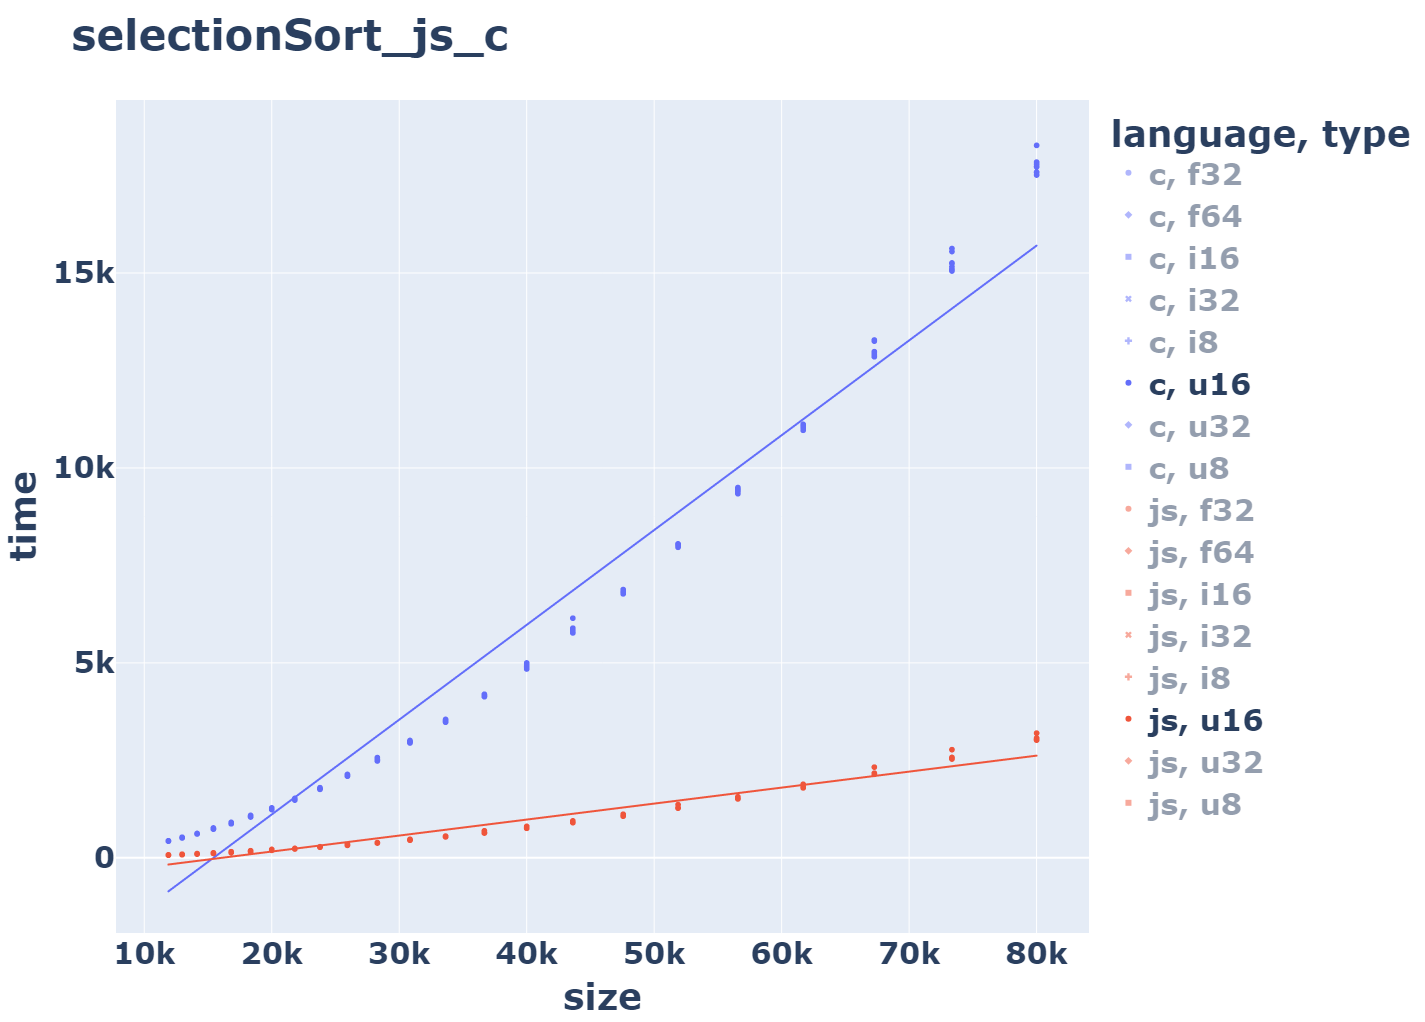 selectionSort_js_c
language, type
c, f32
c, f64
c, i16
c, i32
c, i8
c, u16
c, u32
c, u8
js, f32
js, f64
js, i16
js, i32
js, i8
js, u16
js, u32
js, u8
time
15k
10k
5k
0
10k 20k 30k 40k 50k 60k 70k 80k
size